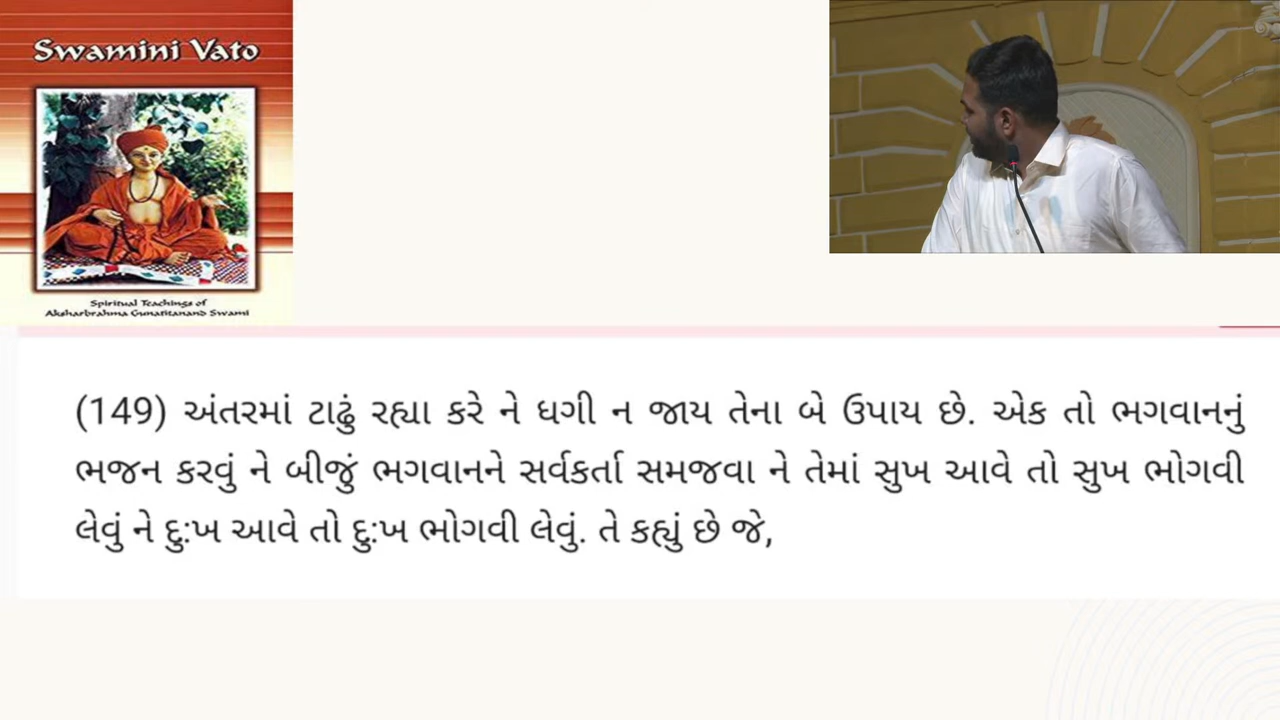 Swamini Vato
Spiritual Teachings of
Aksharbrahma Gunatitanand Swami
(149) અંતરમાં ટાઢું રહ્યા કરે ને ધગી ન જાય તેના બે ઉપાય છે. એક તો ભગવાનનું
ભજન કરવું ને બીજું ભગવાનને સર્વકર્તા સમજવા ને તેમાં સુખ આવે તો સુખ ભોગવી
લેવું ને દુ:ખ આવે તો દુ:ખ ભોગવી લેવું. તે કહ્યું છે જે,